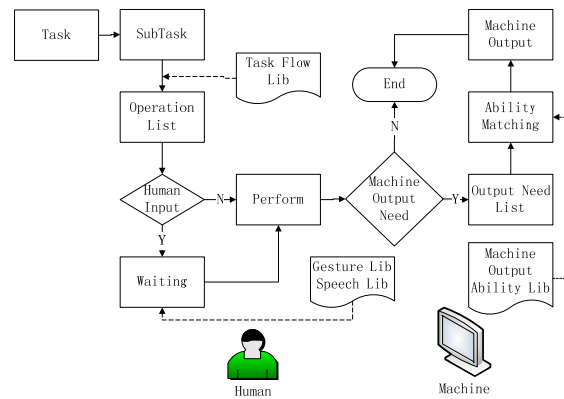 Task
SubTask
Task Flow
Lib
Operation
List
Human
Input
N
Y
Waiting
Perform
Gesture Lib
Speech Lib
Machine
Output
Need
N
Y
End
Machine
Output
Ability
Matching
Output Need
List
Machine
Output
Ability Lib
Human
Machine